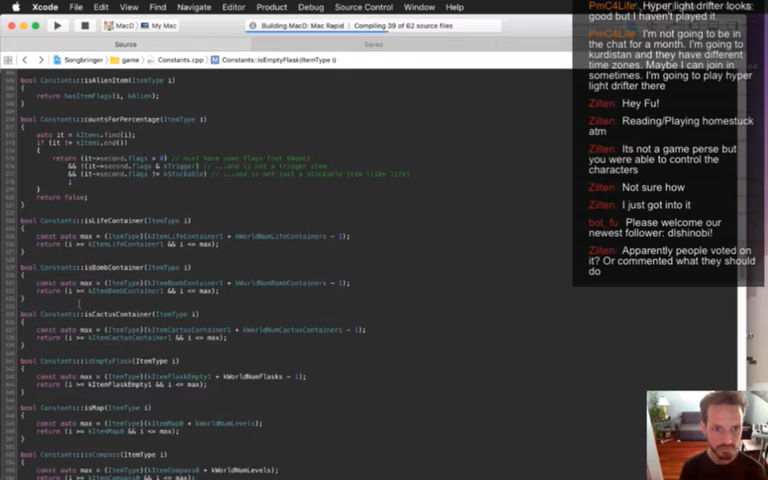 Xcode File Edit View Find Navigate Editor Product Debug Source Control Window Help
MacD My Mac
Building MacD: Mac Rapid | Compiling 39 of 62 source files
Source
Saves
Songbringer game Constants.cpp Constants::isEmptyFlask(ItemType i)
bool Constants::isAlienItem(ItemType i)
{
return hasItemFlags(i, kAlien);
}
bool Constants::countsForPercentage(ItemType i)
{
auto it = kItems.find(i);
if (it != kItems.end())
{
return (it->second.flags > 0) // must have some flags (not kNone)
&& !(it->second.flags & kTrigger) // ...and is not a trigger item
&& (it->second.flags != kStockable) // ...and is not just a stockable item (like life)
;
}
return false;
}
bool Constants::isLifeContainer(ItemType i)
{
const auto max = (ItemType)(kItemLifeContainer1 + kWorldNumLifeContainers - 1);
return (i >= kItemLifeContainer1 && i <= max);
}
bool Constants::isBombContainer(ItemType i)
{
const auto max = (ItemType)(kItemBombContainer1 + kWorldNumBombContainers - 1);
return (i >= kItemBombContainer1 && i <= max);
}
bool Constants::isCactusContainer(ItemType i)
{
const auto max = (ItemType)(kItemCactusContainer1 + kWorldNumCactusContainers - 1);
return (i >= kItemCactusContainer1 && i <= max);
}
bool Constants::isEmptyFlask(ItemType i)
{
const auto max = (ItemType)(kItemFlaskEmpty1 + kWorldNumFlasks - 1);
return (i >= kItemFlaskEmpty1 && i <= max);
}
bool Constants::isMap(ItemType i)
{
const auto max = (ItemType)(kItemMap0 + kWorldNumLevels);
return (i >= kItemMap0 && i <= max);
}
bool Constants::isCompass(ItemType i)
{
const auto max = (ItemType)(kItemCompass0 + kWorldNumLevels);
PmC4Life Hyper light drifter looks
good but I haven't played it
PmC4Life I'm not going to be in
the chat for a month. I'm going to
kurdistan and they have different
time zones. Maybe I can join in
sometimes. I'm going to play hyper
light drifter there
Zilten Hey Fu!
Zilten Reading/Playing homestuck
atm
Zilten Its not a game perse but
you were able to control the
characters
Zilten Not sure how
Zilten I just got into it
bot_fu Please welcome our
newest follower: dlshinobi!
Zilten Apparently people voted on
it? Or commented what they should
do